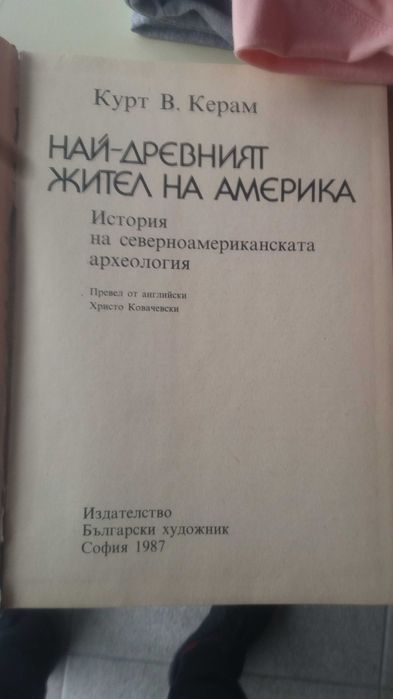 Курт В. Керам
НАЙ-ДРЕВНИЯТ
ЖИТЕЛ НА АМЕРИКА
История
на северноамериканската
археология
Превел от английски
Христо Ковачевски
Издателство
Български художник
София 1987